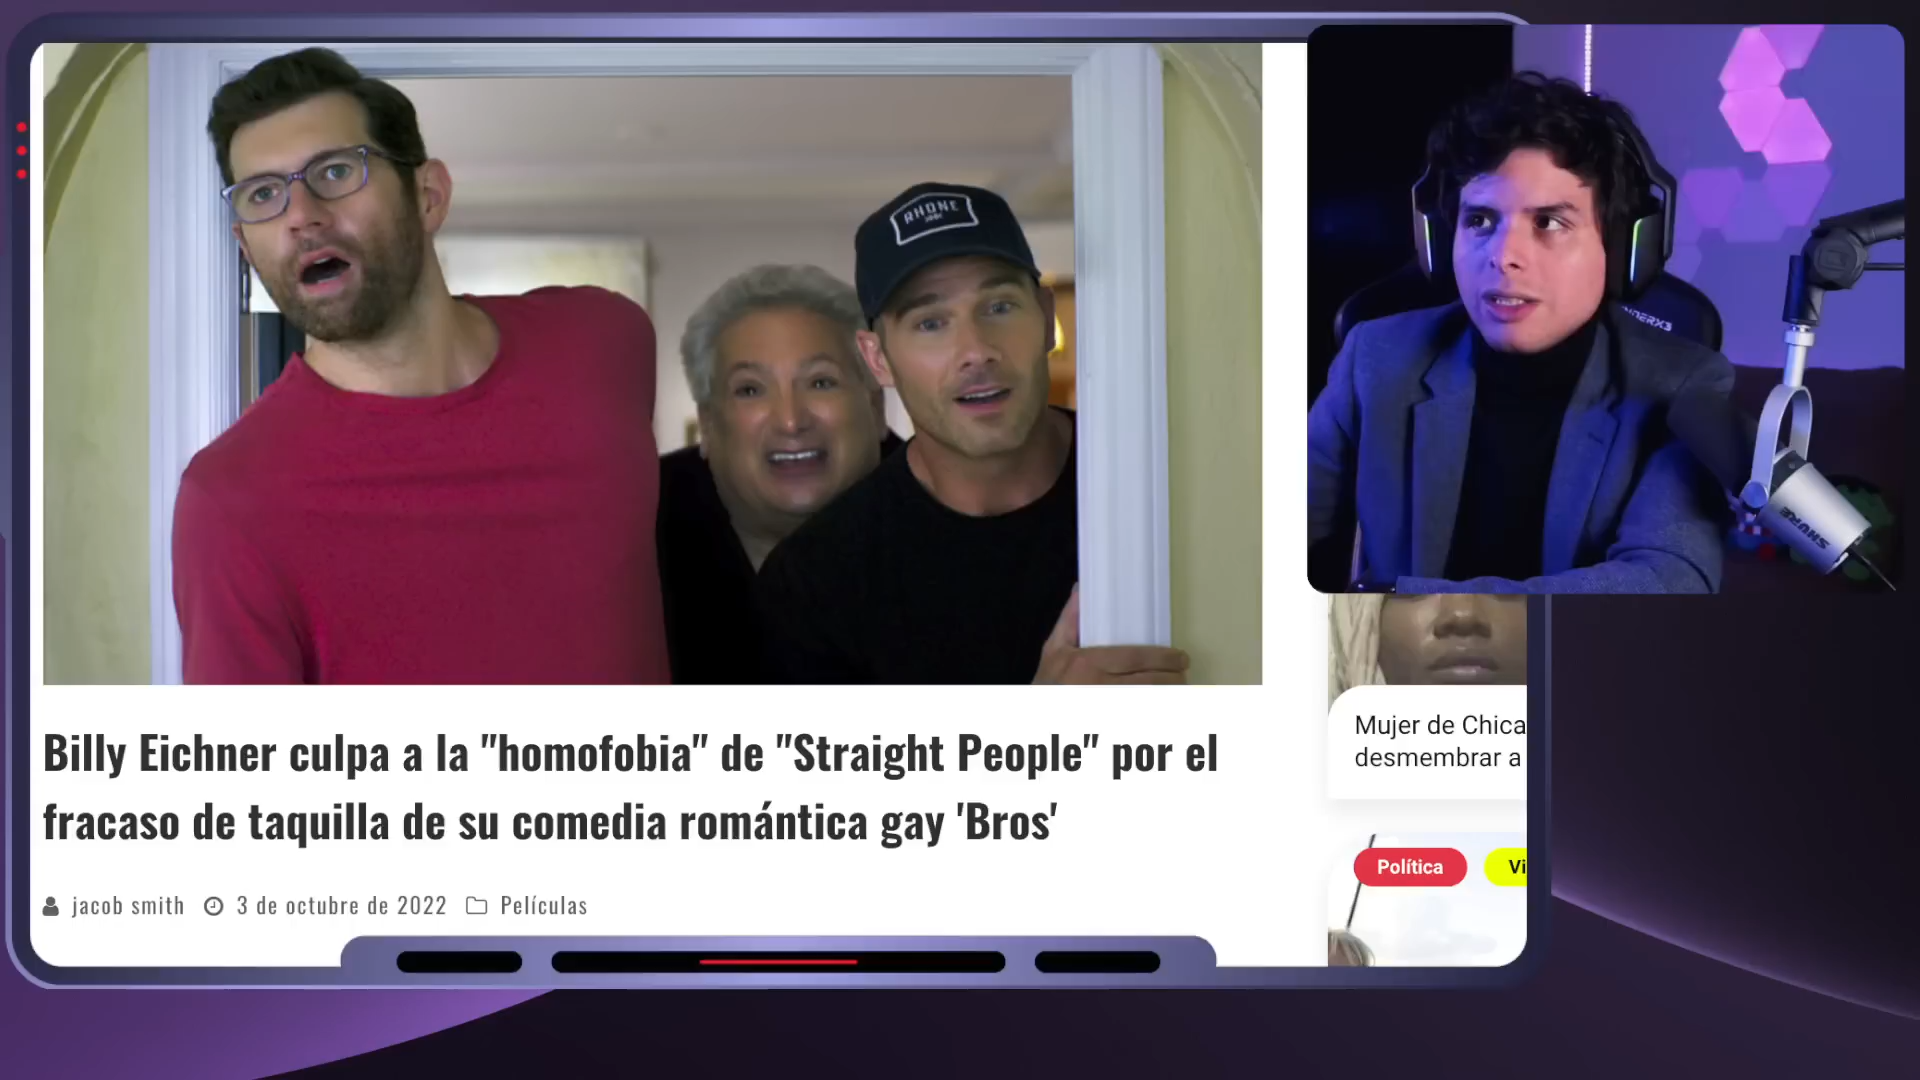 RHONE
SHURE
Billy Eichner culpa a la "homofobia" de "Straight People" por el
fracaso de taquilla de su comedia romántica gay 'Bros'
jacob smith 3 de octubre de 2022 Películas
Mujer de Chica
desmembrar a
Política Vi